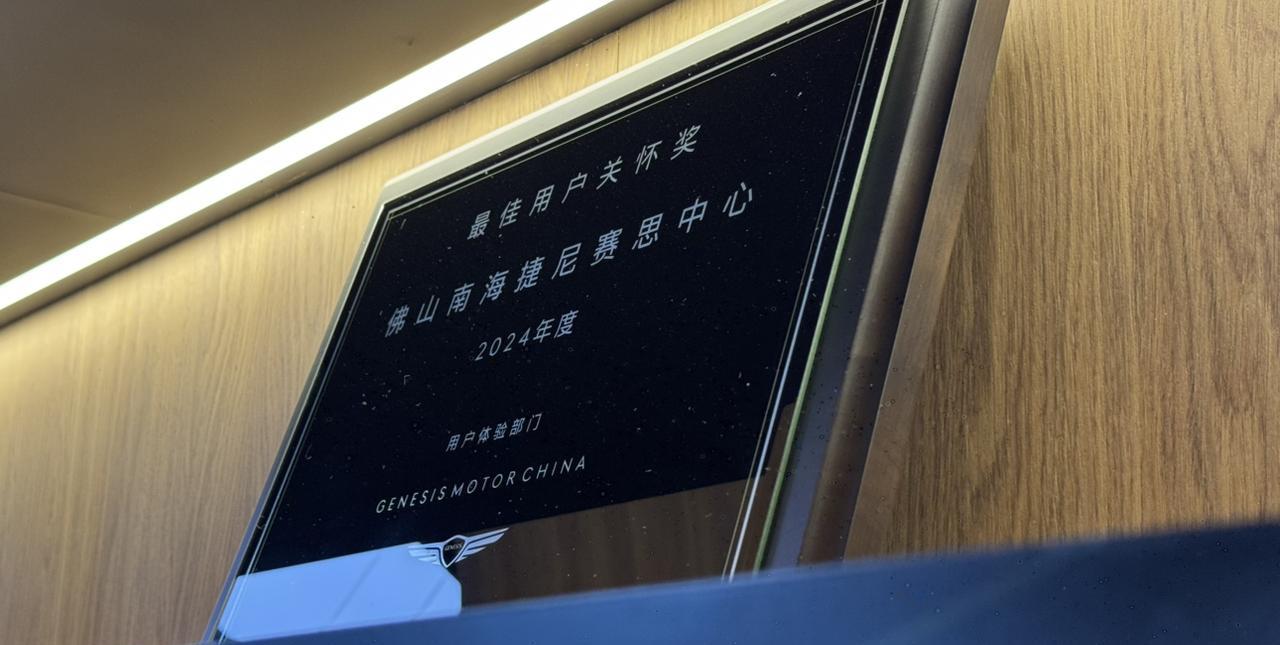 最佳用户关怀奖
佛山南海捷尼赛思中心
2024年度
用户体验部门
GENESIS MOTOR CHINA
GENESIS